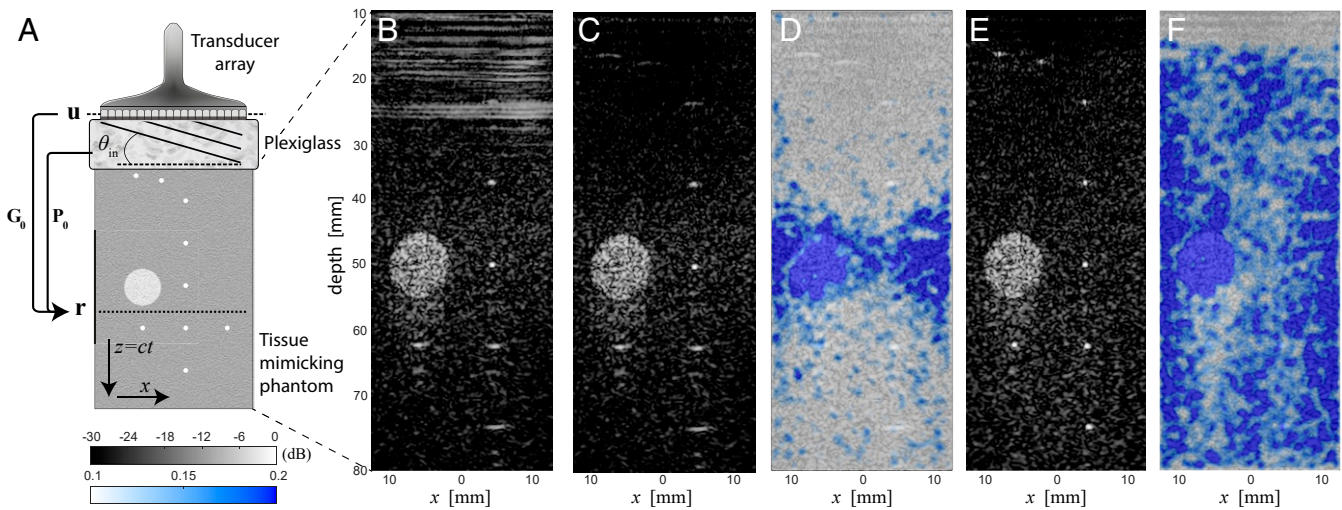 A
Transducer
array
u
Plexiglass
θin
G0
P0
r
z=ct
x
Tissue
mimicking
phantom
-30 -24 -18 -12 -6 0
(dB)
0.1 0.15 0.2
B C D E F
10
20
30
40
50
60
70
80
depth [mm]
10 0 10 10 0 10 10 0 10 10 0 10 10 0 10
x [mm] x [mm] x [mm] x [mm] x [mm]